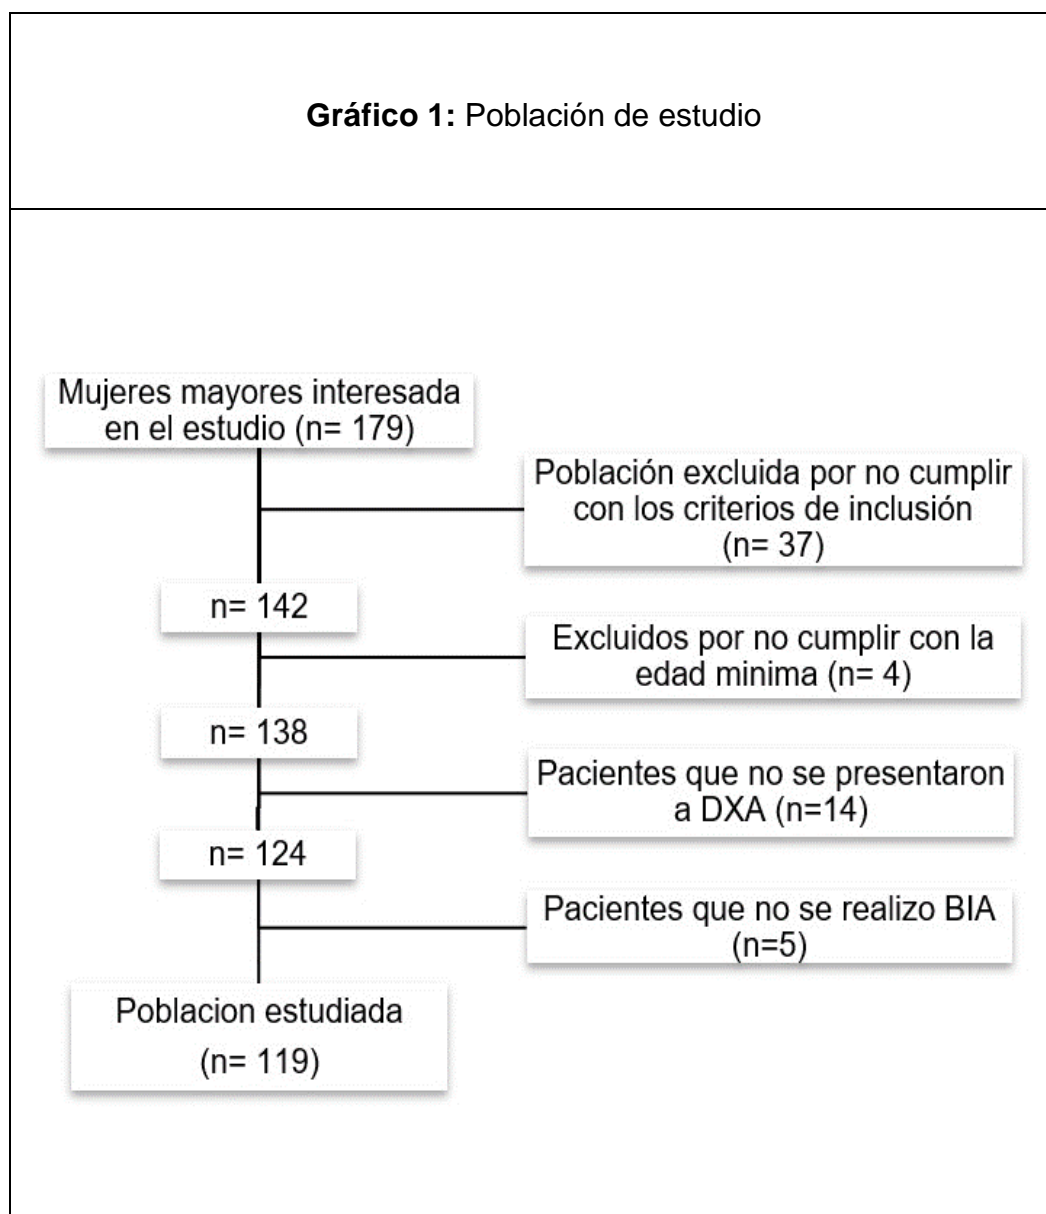 Gráfico 1: Población de estudio
Mujeres mayores interesada
en el estudio (n= 179)
Población excluida por no cumplir
con los criterios de inclusión
(n= 37)
n= 142
Excluidos por no cumplir con la
edad minima (n= 4)
n= 138
Pacientes que no se presentaron
a DXA (n=14)
n= 124
Pacientes que no se realizo BIA
(n=5)
Poblacion estudiada
(n= 119)